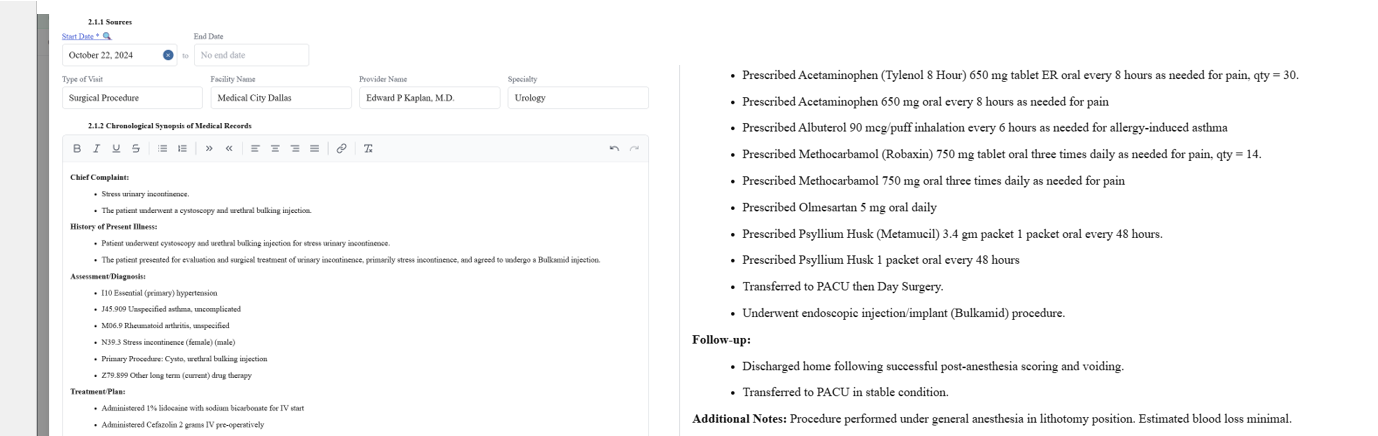 2.1.1 Sources
Start Date *
End Date
October 22, 2024
to
No end date
Type of Visit
Facility Name
Provider Name
Specialty
Surgical Procedure
Medical City Dallas
Edward P Kaplan, M.D.
Urology
2.1.2 Chronological Synopsis of Medical Records
Chief Complaint:
• Stress urinary incontinence.
• The patient underwent a cystoscopy and urethral bulking injection.
History of Present Illness:
• Patient underwent cystoscopy and urethral bulking injection for stress urinary incontinence.
• The patient presented for evaluation and surgical treatment of urinary incontinence, primarily stress incontinence, and agreed to undergo a Bulkamid injection.
Assessment/Diagnosis:
• I10 Essential (primary) hypertension
• J45.909 Unspecified asthma, uncomplicated
• M06.9 Rheumatoid arthritis, unspecified
• N39.3 Stress incontinence (female) (male)
• Primary Procedure: Cysto, urethral bulking injection
• Z79.899 Other long term (current) drug therapy
Treatment/Plan:
• Administered 1% lidocaine with sodium bicarbonate for IV start
• Administered Cefazolin 2 grams IV pre-operatively
• Prescribed Acetaminophen (Tylenol 8 Hour) 650 mg tablet ER oral every 8 hours as needed for pain, qty = 30.
• Prescribed Acetaminophen 650 mg oral every 8 hours as needed for pain
• Prescribed Albuterol 90 mcg/puff inhalation every 6 hours as needed for allergy-induced asthma
• Prescribed Methocarbamol (Robaxin) 750 mg tablet oral three times daily as needed for pain, qty = 14.
• Prescribed Methocarbamol 750 mg oral three times daily as needed for pain
• Prescribed Olmesartan 5 mg oral daily
• Prescribed Psyllium Husk (Metamucil) 3.4 gm packet 1 packet oral every 48 hours.
• Prescribed Psyllium Husk 1 packet oral every 48 hours
• Transferred to PACU then Day Surgery.
• Underwent endoscopic injection/implant (Bulkamid) procedure.
Follow-up:
• Discharged home following successful post-anesthesia scoring and voiding.
• Transferred to PACU in stable condition.
Additional Notes: Procedure performed under general anesthesia in lithotomy position. Estimated blood loss minimal.